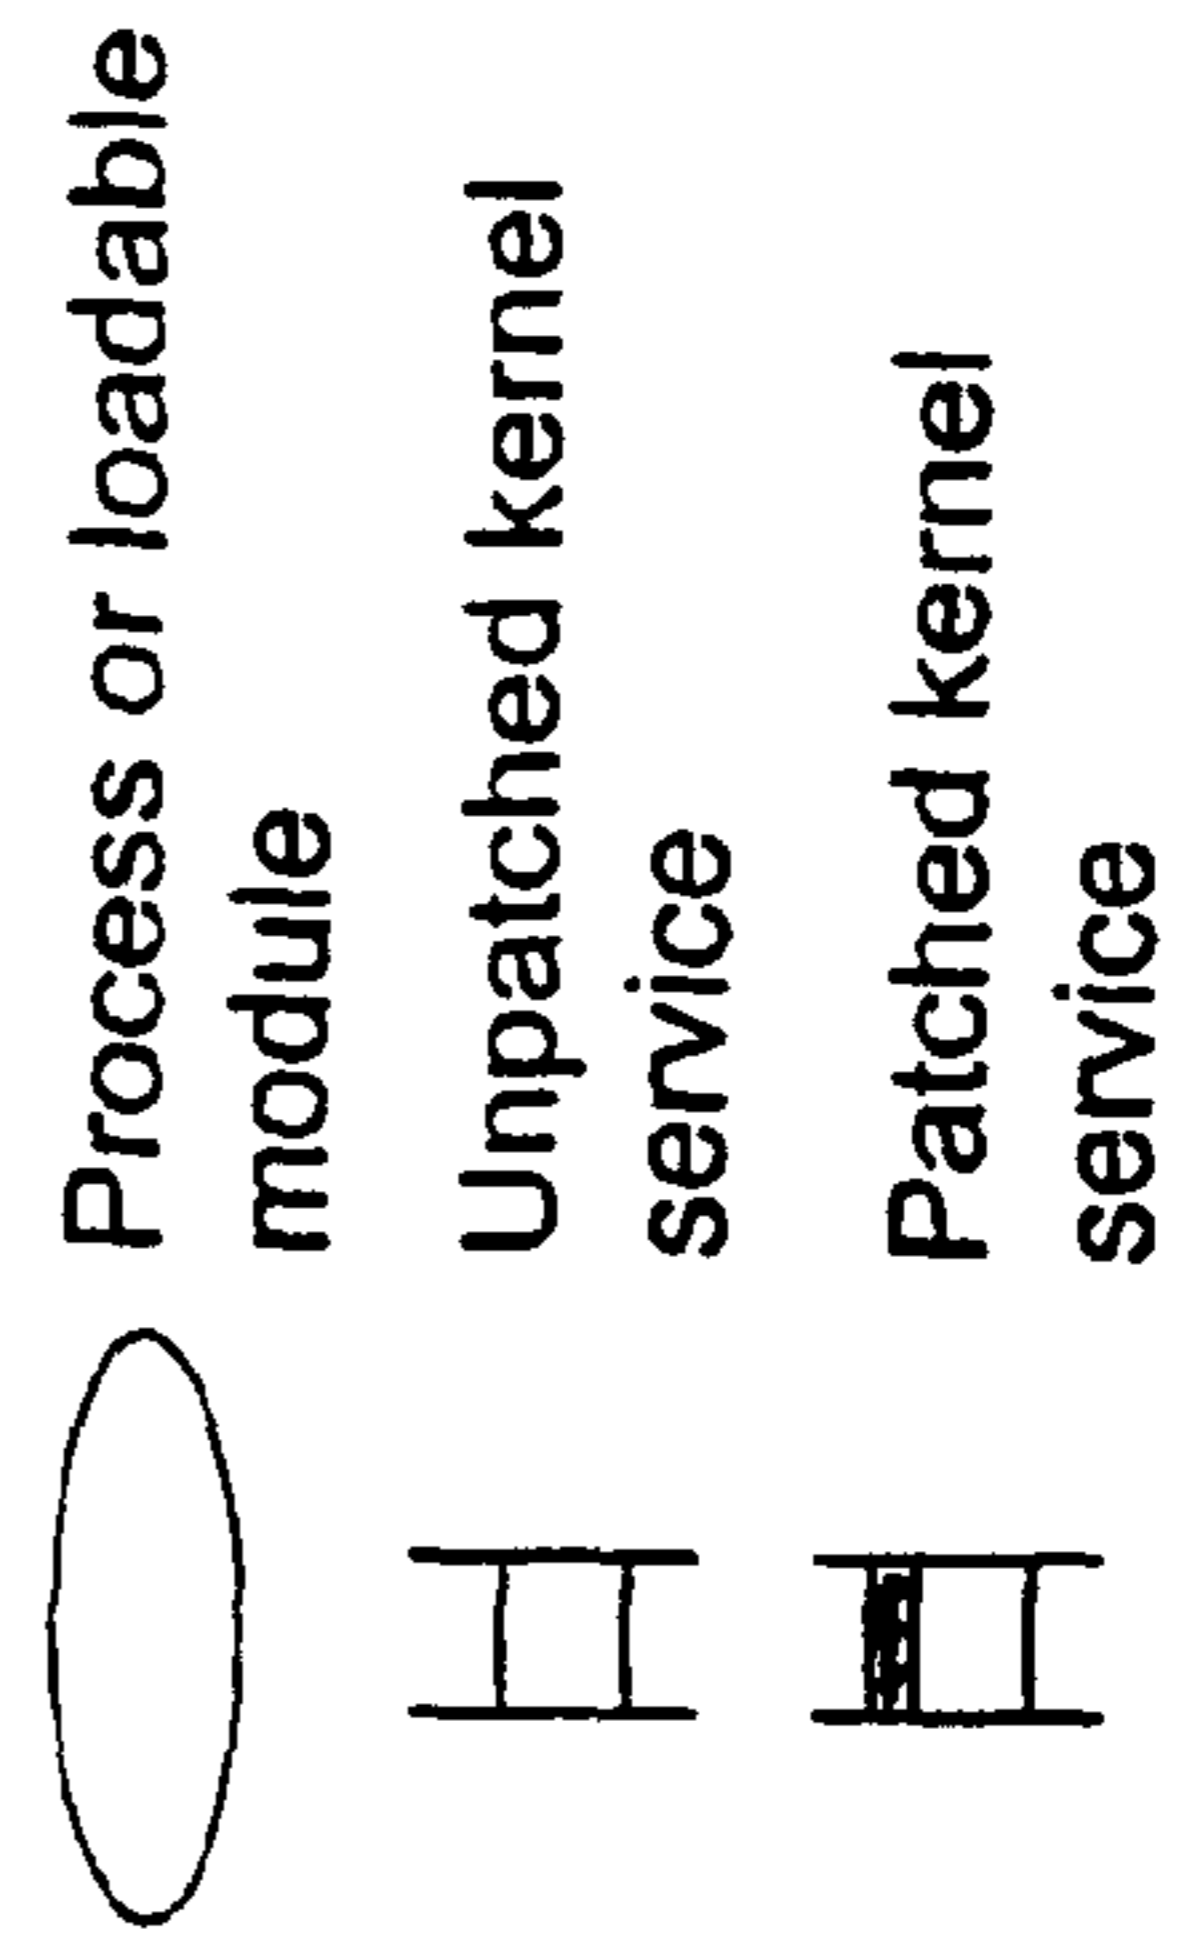 Process or loadable
module
Unpatched kernel
service
Patched kernel
service